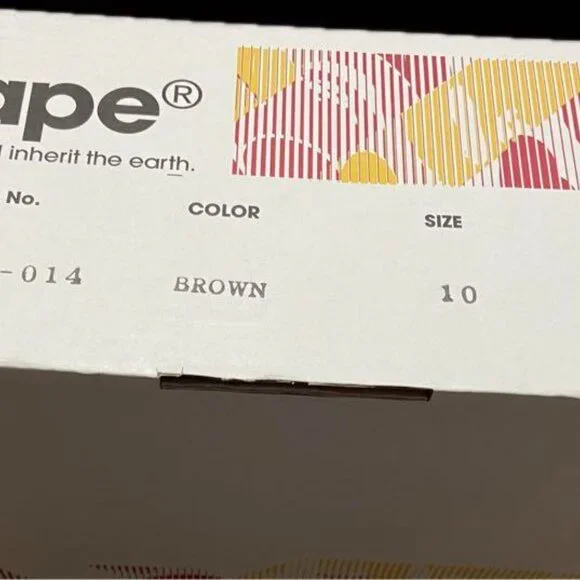 ape®
inherit the earth.
No. COLOR SIZE
-014 BROWN 10